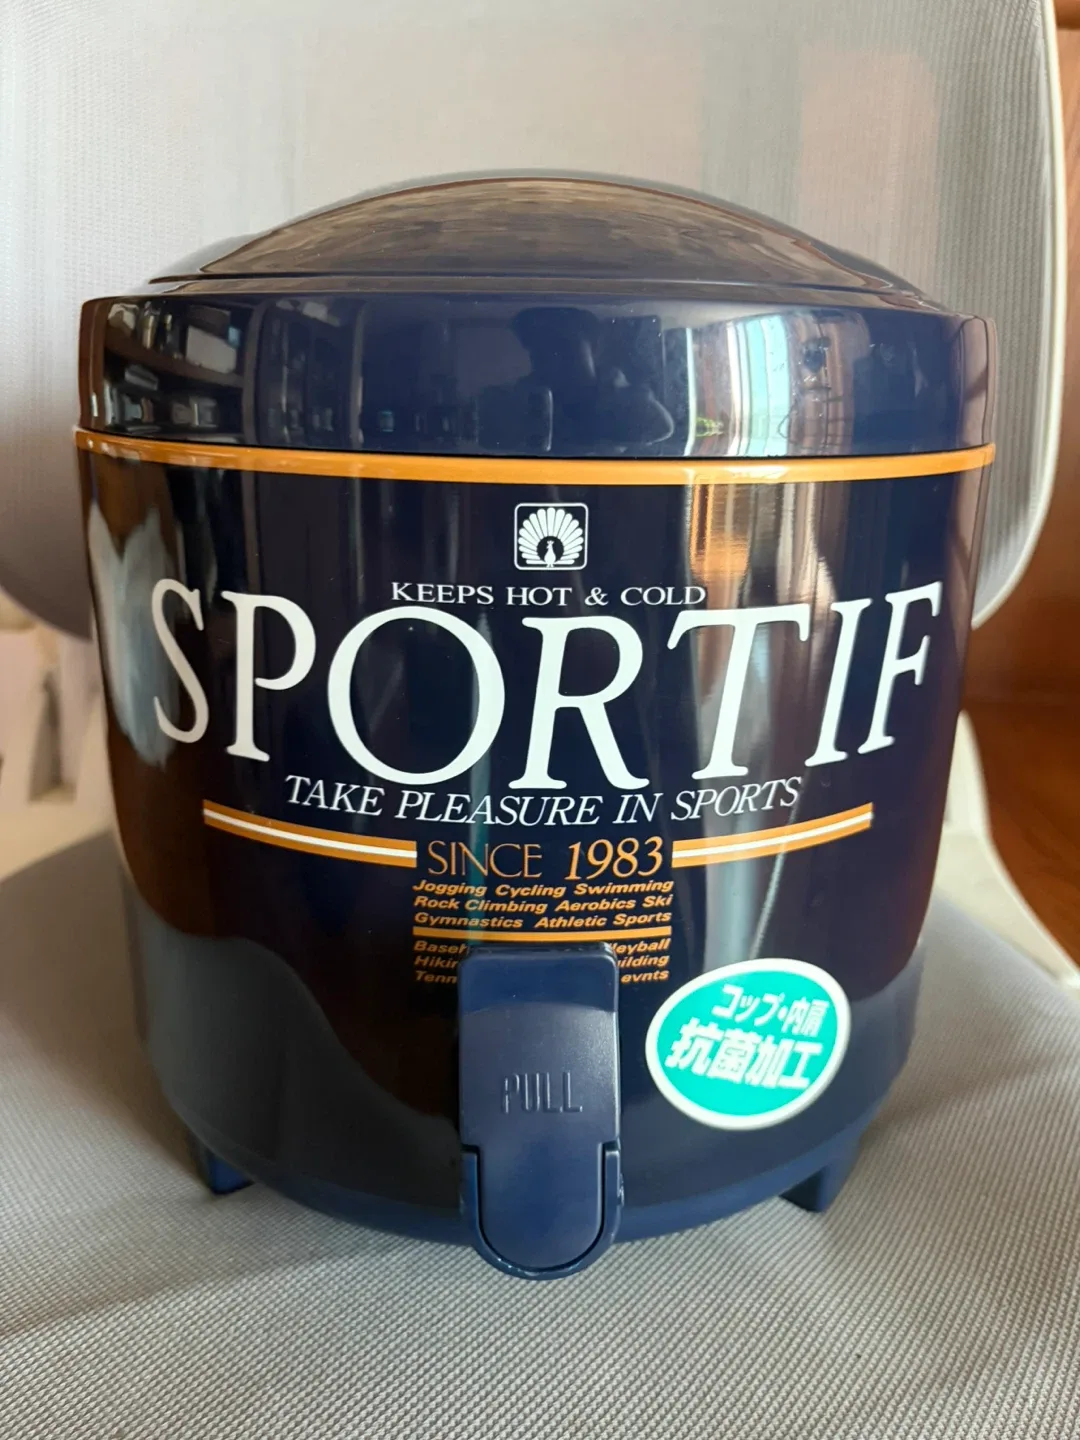 KEEPS HOT & COLD
SPORTIF
TAKE PLEASURE IN SPORTS
SINCE 1983
Jogging Cycling Swimming
Rock Climbing Aerobics Ski
Gymnastics Athletic Sports
PULL
コップ・内肩
抗菌加工